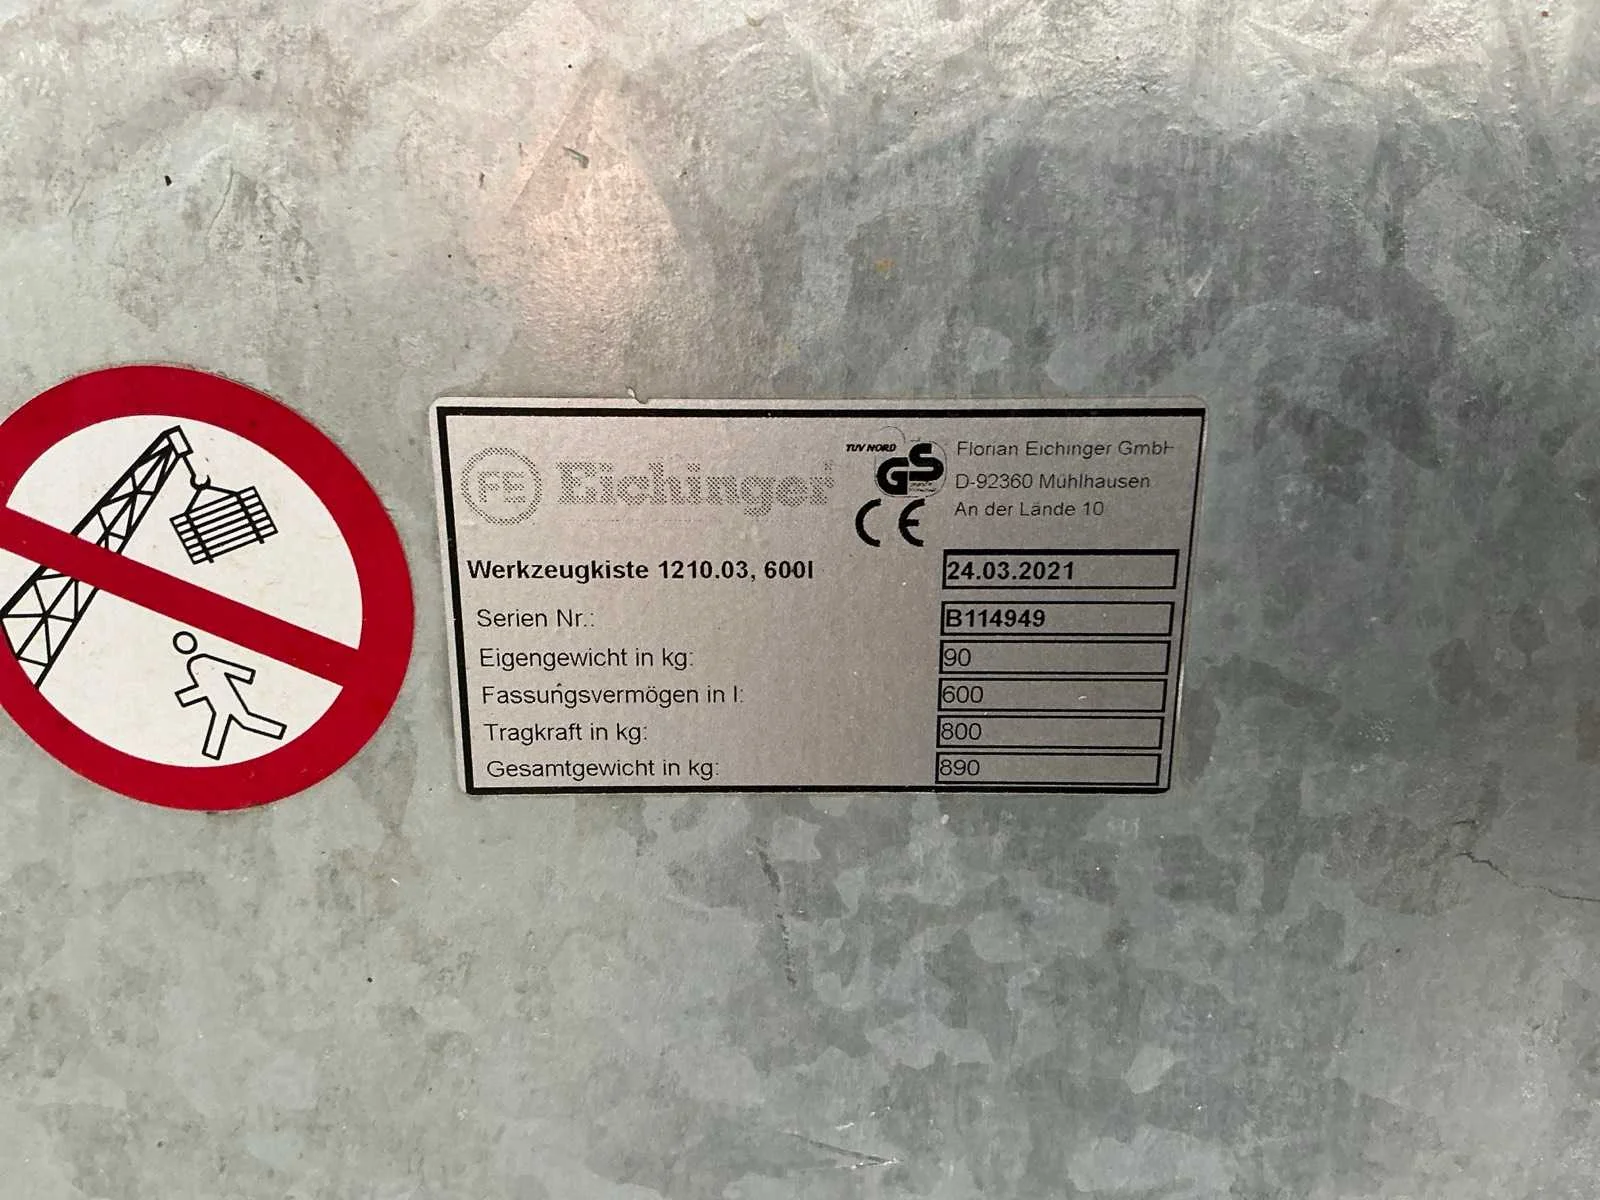 FE Eichinger
TUV NORD
GS
CE
Florian Eichinger GmbH
D-92360 Mühlhausen
An der Lände 10
Werkzeugkiste 1210.03, 600l
24.03.2021
Serien Nr.: B114949
Eigengewicht in kg: 90
Fassungsvermögen in l: 600
Tragkraft in kg: 800
Gesamtgewicht in kg: 890